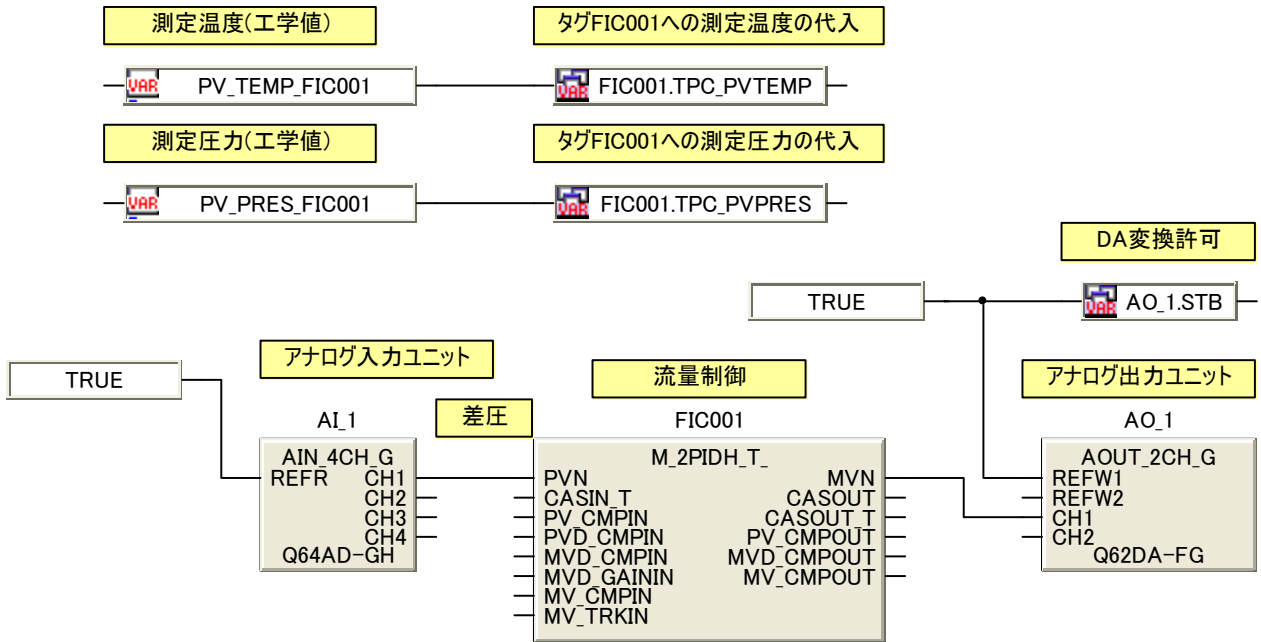 測定温度(工学値)
タグFIC001への測定温度の代入
VAR PV_TEMP_FIC001
VAR FIC001.TPC_PVTEMP
測定圧力(工学値)
タグFIC001への測定圧力の代入
VAR PV_PRES_FIC001
VAR FIC001.TPC_PVPRES
DA変換許可
TRUE
VAR AO_1.STB
TRUE
アナログ入力ユニット
流量制御
アナログ出力ユニット
AI_1
差圧
FIC001
AO_1
AIN_4CH_G
REFR CH1
CH2
CH3
CH4
Q64AD-GH
M_2PIDH_T_
PVN MVN
CASIN_T CASOUT
PV_CMPIN CASOUT_T
PVD_CMPIN PV_CMPOUT
MVD_CMPIN MVD_CMPOUT
MVD_GAININ MV_CMPOUT
MV_CMPIN
MV_TRKIN
AOUT_2CH_G
REFW1
REFW2
CH1
CH2
Q62DA-FG